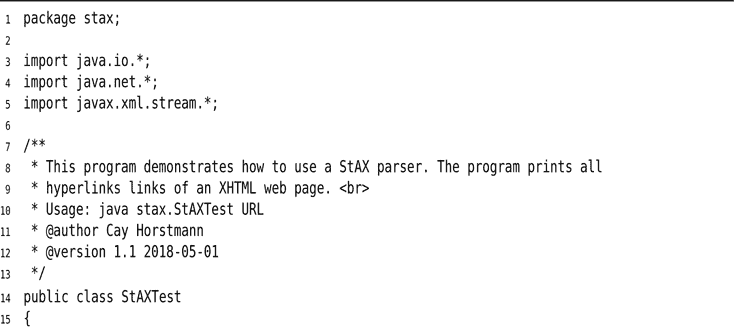 1 package stax;
2
3 import java.io.*;
4 import java.net.*;
5 import javax.xml.stream.*;
6
7 /**
8  * This program demonstrates how to use a StAX parser. The program prints all
9  * hyperlinks links of an XHTML web page. <br>
10  * Usage: java stax.StAXTest URL
11  * @author Cay Horstmann
12  * @version 1.1 2018-05-01
13  */
14 public class StAXTest
15 {